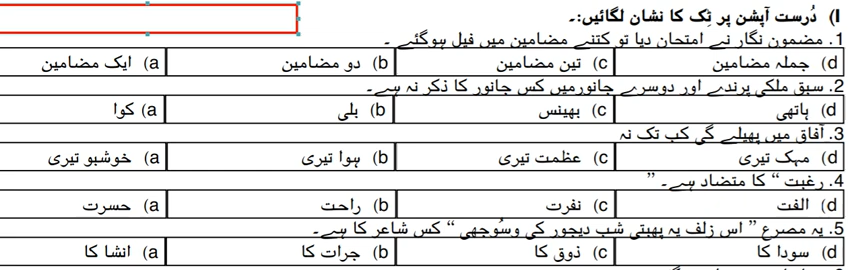 I) دُرست آپشن پر ٹِک کا نشان لگائیں:۔
1. مضمون نگار نے امتحان دیا تو کتنے مضامین میں فیل ہوگئے ۔
a) ایک مضامین b) دو مضامین c) تین مضامین d) جملہ مضامین
2. سبق ملکی پرندے اور دوسرے جانورمیں کس جانور کا ذکر نہ ہے۔
a) کوا b) بلی c) بھینس d) ہاتھی
3. آفاق میں پھیلے گی کب تک نہ
a) خوشبو تیری b) ہوا تیری c) عظمت تیری d) مہک تیری
4. رغبت “ کا متضاد ہے۔ ”
a) حسرت b) راحت c) نفرت d) الفت
5. یہ مصرع ” اس زلف پہ پھبتی شب دیجور کی وسُوجھی “ کس شاعر کا ہے۔
a) انشا کا b) جرات کا c) ذوق کا d) سودا کا